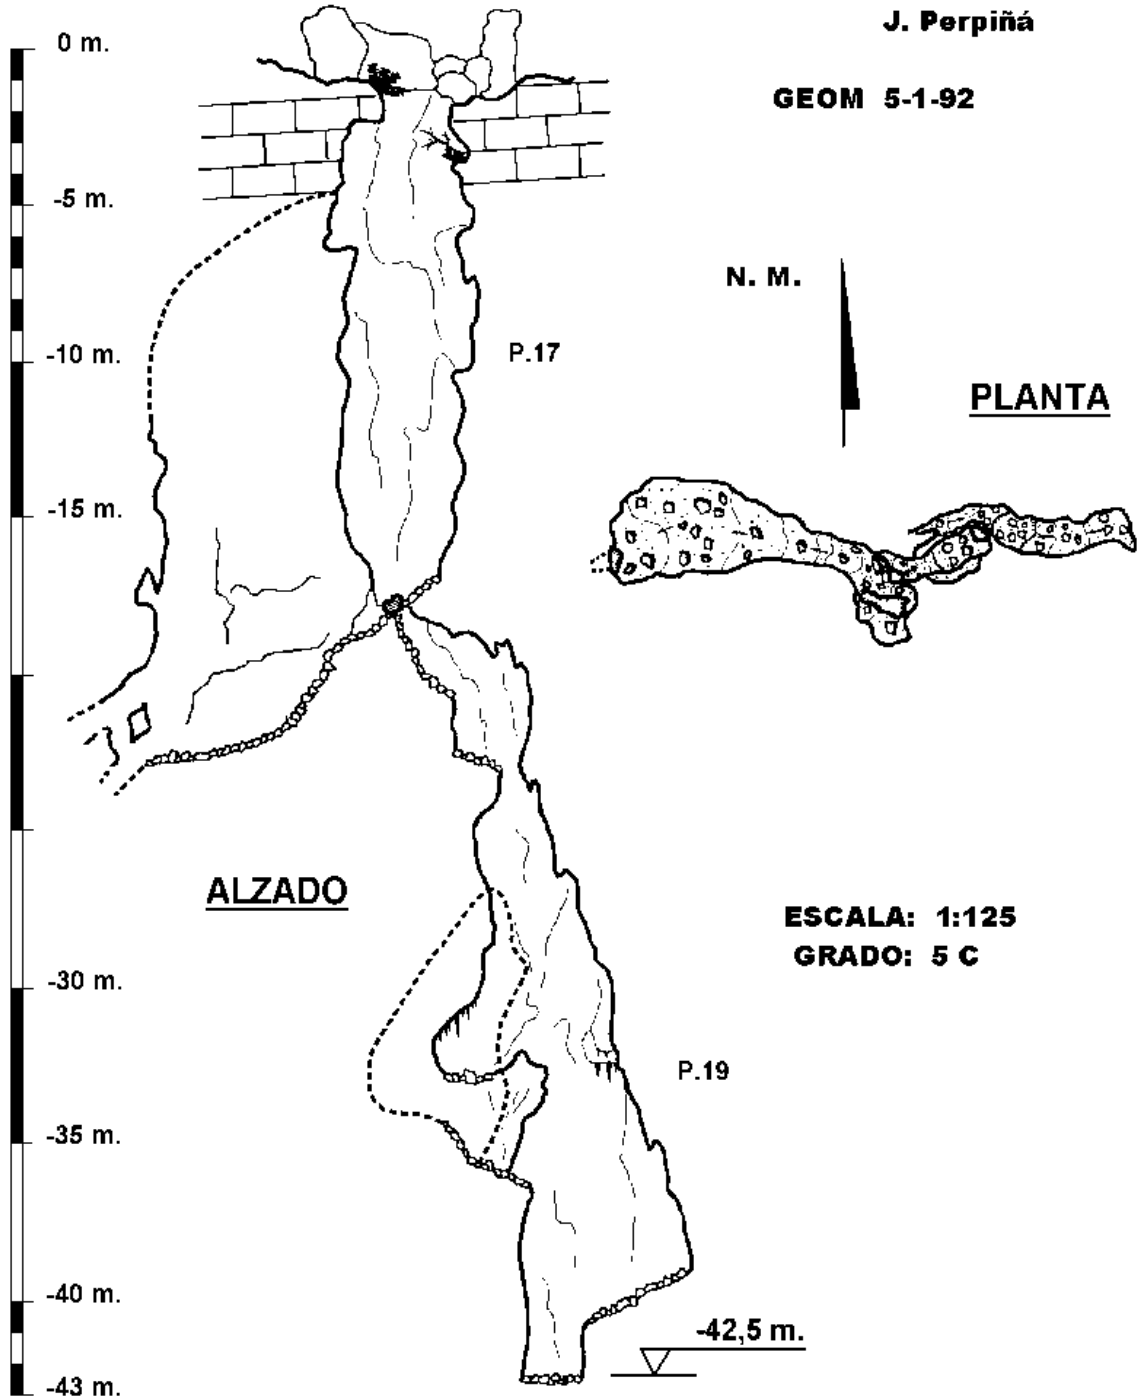 J. Perpiñá
GEOM 5-1-92
0 m.
-5 m.
N. M.
-10 m.
P.17
PLANTA
-15 m.
ALZADO
ESCALA: 1:125
GRADO: 5 C
-30 m.
P.19
-35 m.
-40 m.
-42,5 m.
-43 m.